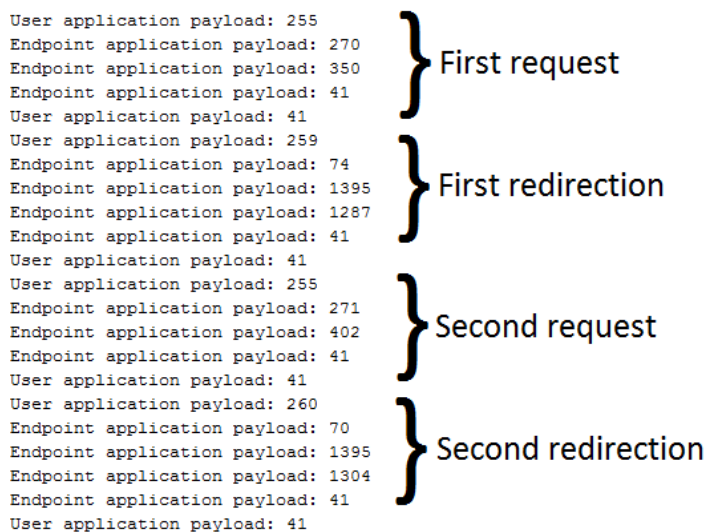 User application payload: 255
Endpoint application payload: 270
Endpoint application payload: 350
Endpoint application payload: 41
User application payload: 41
First request
User application payload: 259
Endpoint application payload: 74
Endpoint application payload: 1395
Endpoint application payload: 1287
Endpoint application payload: 41
First redirection
User application payload: 41
User application payload: 255
Endpoint application payload: 271
Endpoint application payload: 402
Endpoint application payload: 41
User application payload: 41
Second request
User application payload: 260
Endpoint application payload: 70
Endpoint application payload: 1395
Endpoint application payload: 1304
Endpoint application payload: 41
Second redirection
User application payload: 41